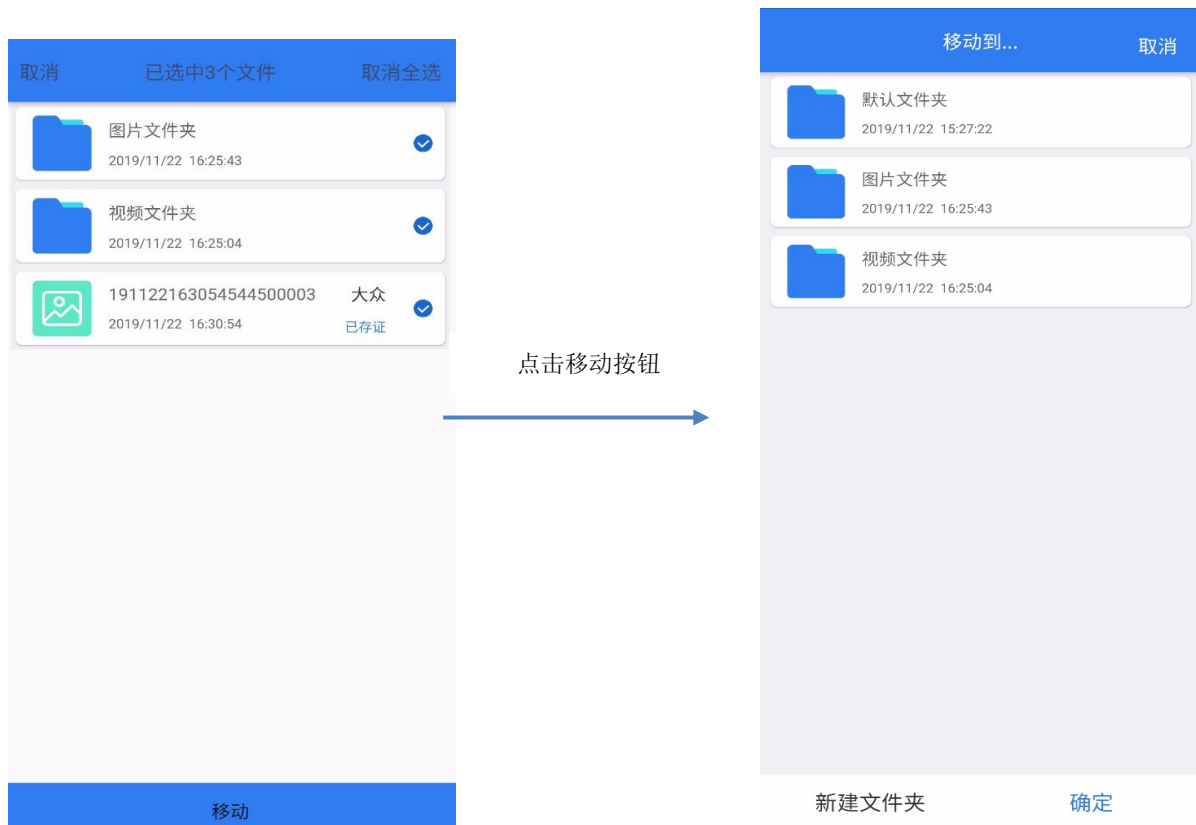 取消 已选中3个文件 取消全选
图片文件夹
2019/11/22 16:25:43
视频文件夹
2019/11/22 16:25:04
191122163054544500003 大众
2019/11/22 16:30:54 已存证
移动
点击移动按钮
移动到... 取消
默认文件夹
2019/11/22 15:27:22
图片文件夹
2019/11/22 16:25:43
视频文件夹
2019/11/22 16:25:04
新建文件夹 确定